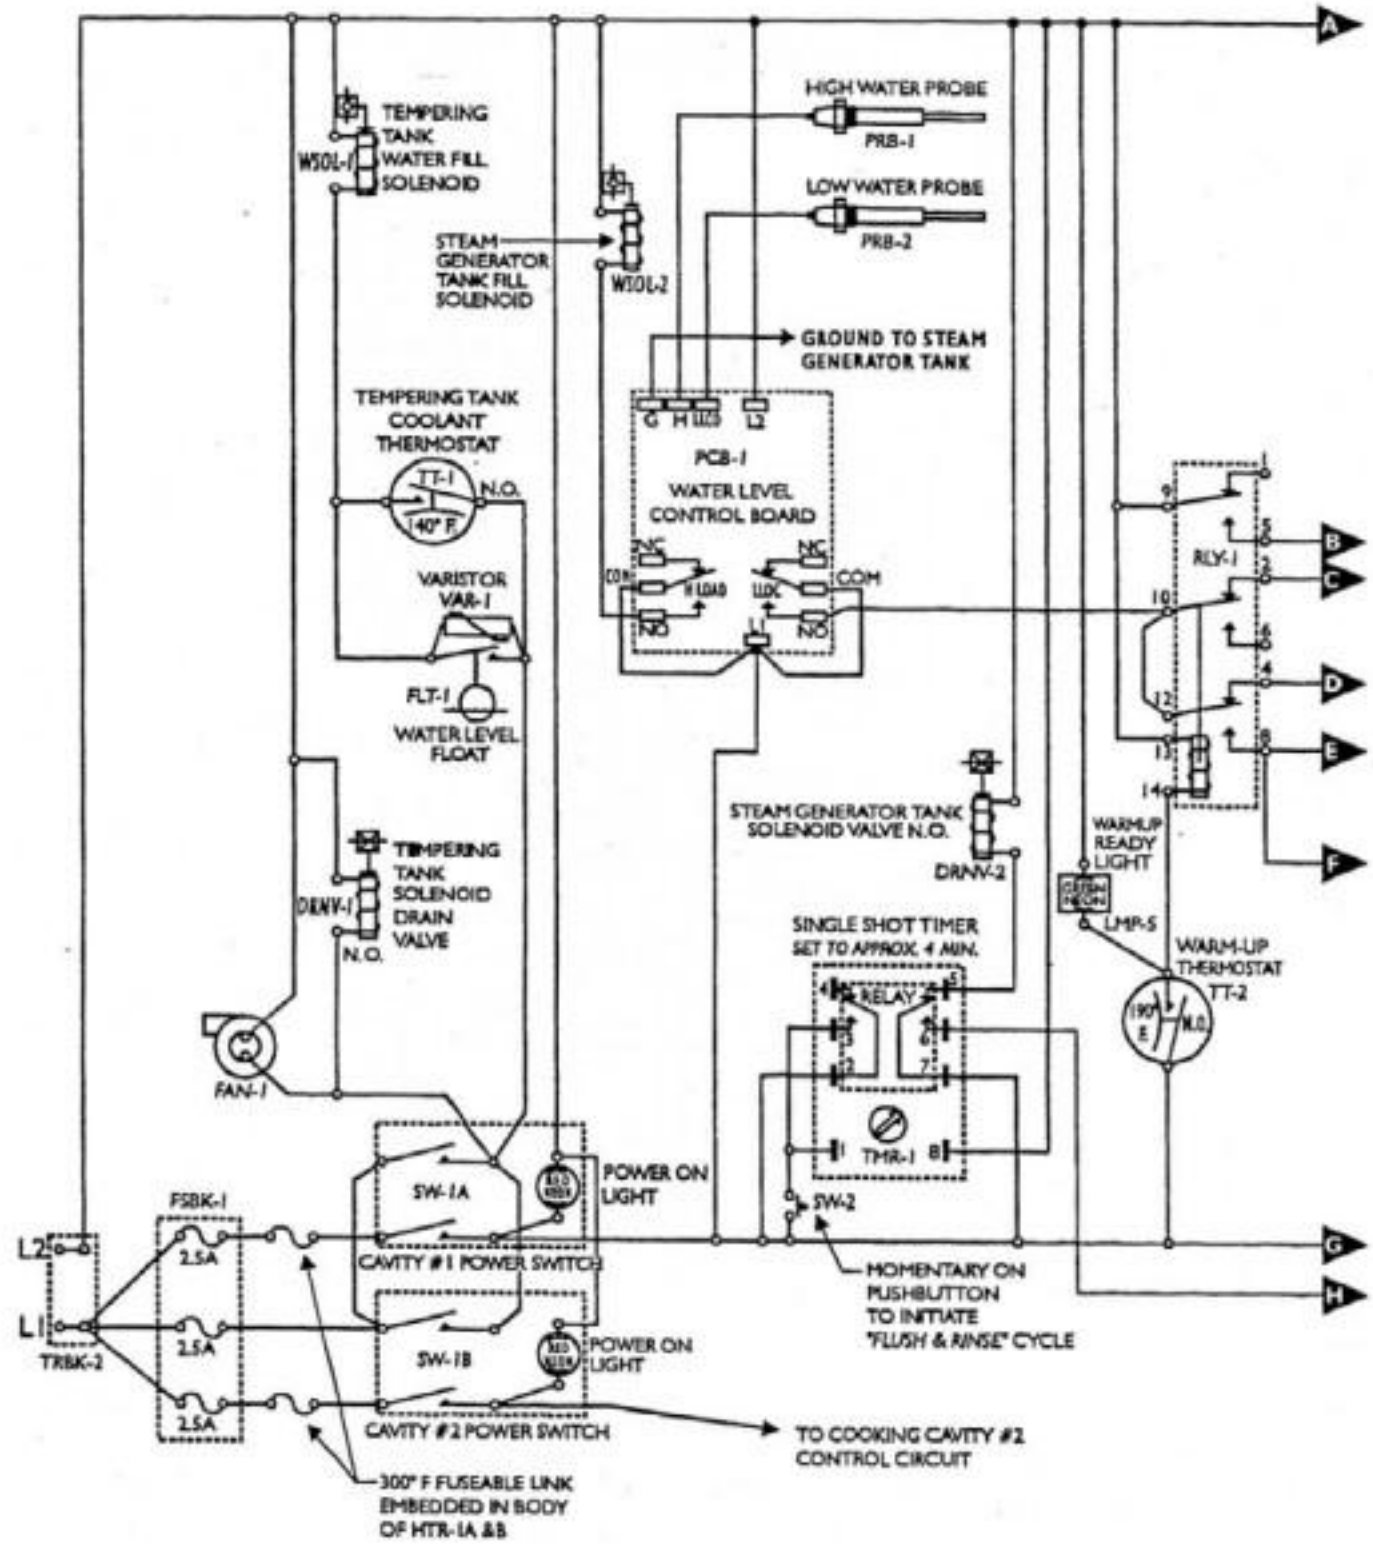 A
HIGH WATER PROBE
PRB-1
TEMPERING
TANK
WATER FILL
SOLENOID
WSOL-1
LOW WATER PROBE
PRB-2
STEAM
GENERATOR
TANK FILL
SOLENOID
WSOL-2
GROUND TO STEAM
GENERATOR TANK
TEMPERING TANK
COOLANT
THERMOSTAT
TT-1
N.O.
140° F.
G H LLCO L2
PCB-1
WATER LEVEL
CONTROL BOARD
NC
NC
COM
H LOAD
LLOC
COM
NO
L1
NO
VARISTOR
VAR-1
FLT-1
WATER LEVEL
FLOAT
1
9
5
B
RLY-1
2
C
10
6
4
D
12
8
E
13
14
F
STEAM GENERATOR TANK
SOLENOID VALVE N.O.
DRNV-2
WARMUP
READY
LIGHT
GREEN
NEON
LMP-5
TEMPERING
TANK
SOLENOID
DRAIN
VALVE
DRNV-1
N.O.
SINGLE SHOT TIMER
SET TO APPROX. 4 MIN.
4
RELAY
5
3
6
2
7
1
TMR-1
8
WARM-UP
THERMOSTAT
TT-2
190°
N.O.
FAN-1
SW-1A
RED
NEON
POWER ON
LIGHT
SW-2
FSBK-1
L2
2.5A
CAVITY #1 POWER SWITCH
G
MOMENTARY ON
PUSHBUTTON
TO INITIATE
"FLUSH & RINSE" CYCLE
H
L1
TRBK-2
2.5A
SW-1B
RED
NEON
POWER ON
LIGHT
2.5A
CAVITY #2 POWER SWITCH
TO COOKING CAVITY #2
CONTROL CIRCUIT
300° F FUSEABLE LINK
EMBEDDED IN BODY
OF HTR-1A &B